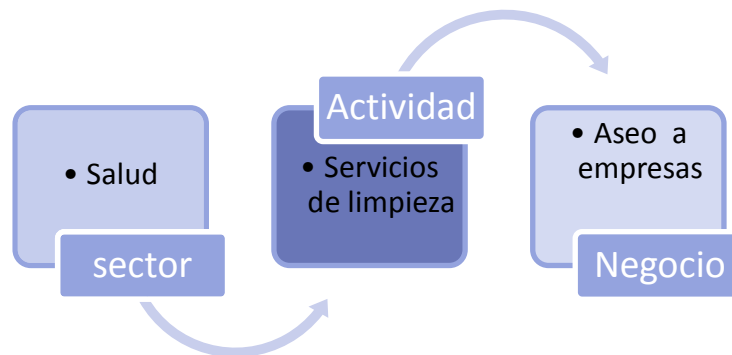 • Salud
sector
Actividad
• Servicios
de limpieza
• Aseo a
empresas
Negocio